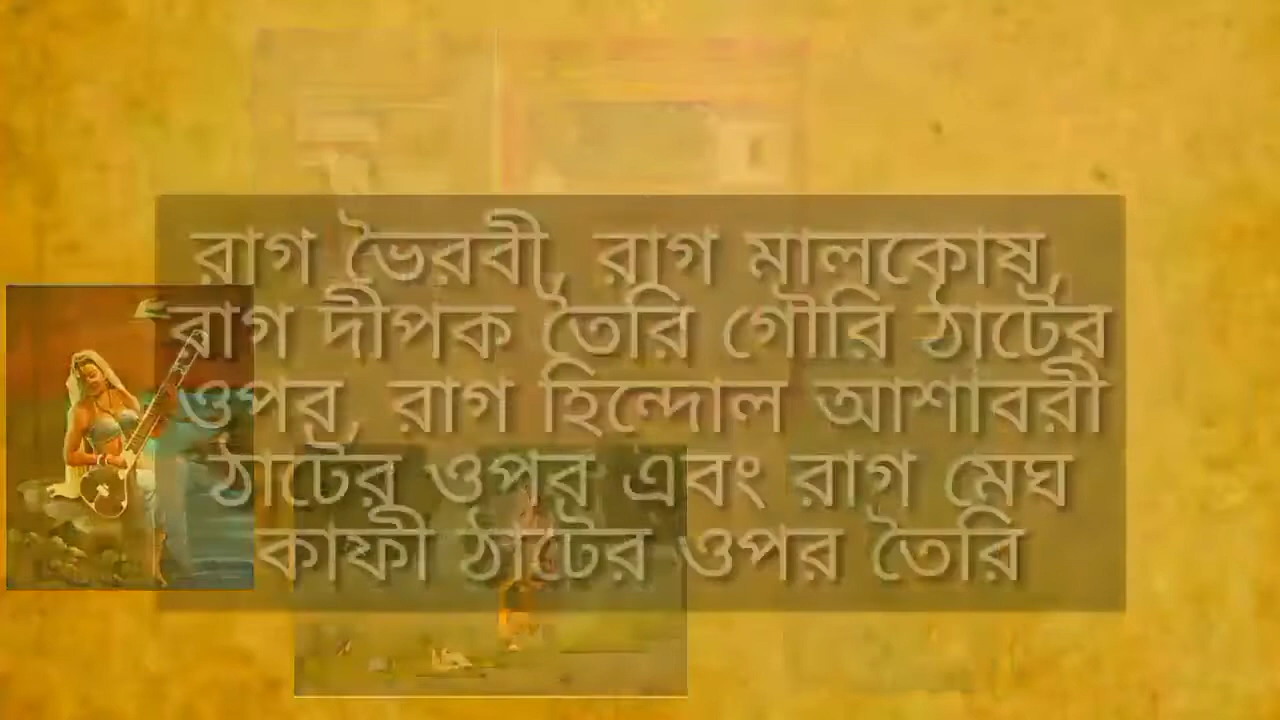 রাগ ভৈরবী, রাগ মালকোষ,
রাগ দীপক তৈরি গৌরি ঠাটের
ওপর, রাগ হিন্দোল আশাবরী
ঠাটের ওপর এবং রাগ মেঘ
কাফী ঠাটের ওপর তৈরি